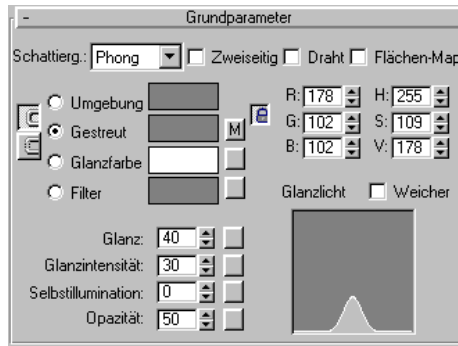 - Grundparameter
Schattierg.: Phong Zweiseitig Draht Flächen-Map
Umgebung R: 178 H: 255
Gestreut M G: 102 S: 109
Glanzfarbe B: 102 V: 178
Filter Glanzlicht Weicher
Glanz: 40
Glanzintensität: 30
Selbstillumination: 0
Opazität: 50